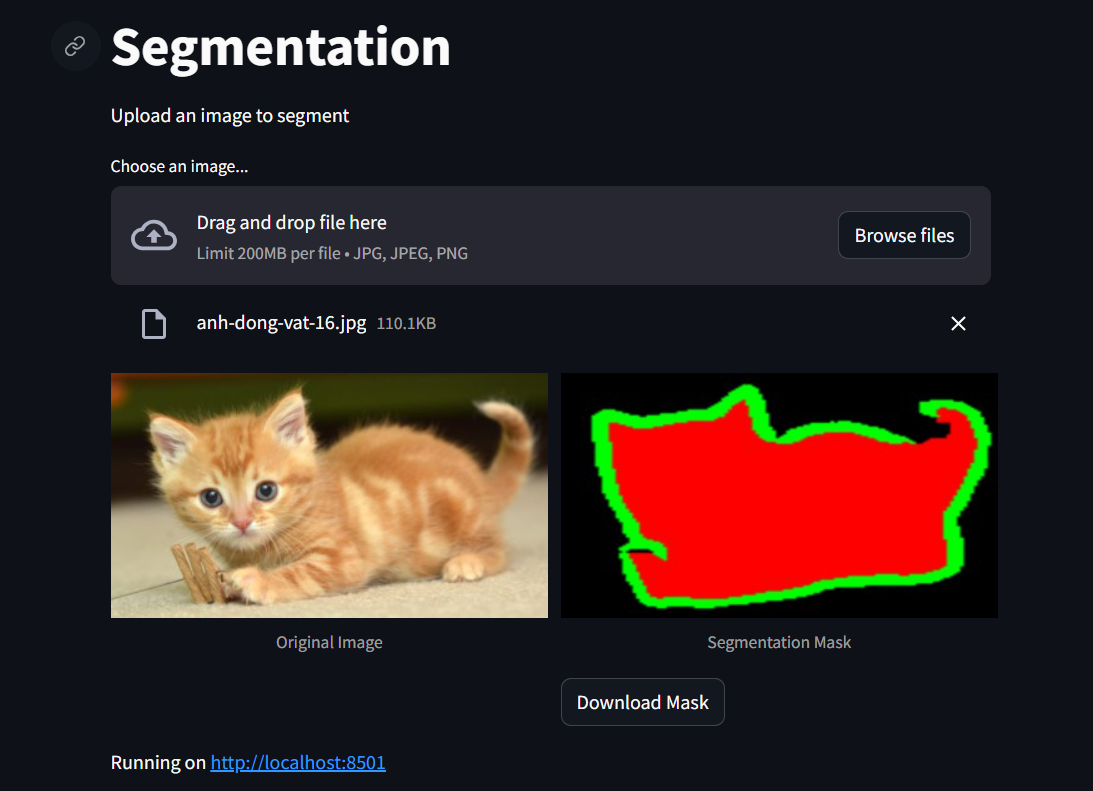 Segmentation
Upload an image to segment
Choose an image...
Drag and drop file here
Limit 200MB per file • JPG, JPEG, PNG
Browse files
anh-dong-vat-16.jpg 110.1KB
Original Image
Segmentation Mask
Download Mask
Running on http://localhost:8501